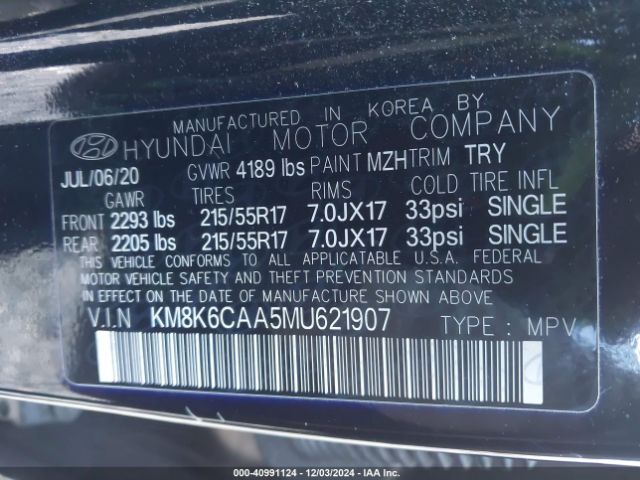 MANUFACTURED IN KOREA BY
HYUNDAI MOTOR COMPANY
JUL/06/20 GVWR 4189 lbs PAINT MZH TRIM TRY
GAWR TIRES RIMS COLD TIRE INFL
FRONT 2293 lbs 215/55R17 7.0JX17 33psi SINGLE
REAR 2205 lbs 215/55R17 7.0JX17 33psi SINGLE
THIS VEHICLE CONFORMS TO ALL APPLICATABLE U.S.A. FEDERAL
MOTOR VEHICLE SAFETY AND THEFT PREVENTION STANDARDS
IN EFFECT ON THE DATE OF MANUFACTURE SHOWN ABOVE
V.I.N KM8K6CAA5MU621907 TYPE : MPV
000-40991124 - 12/03/2024 - IAA Inc.